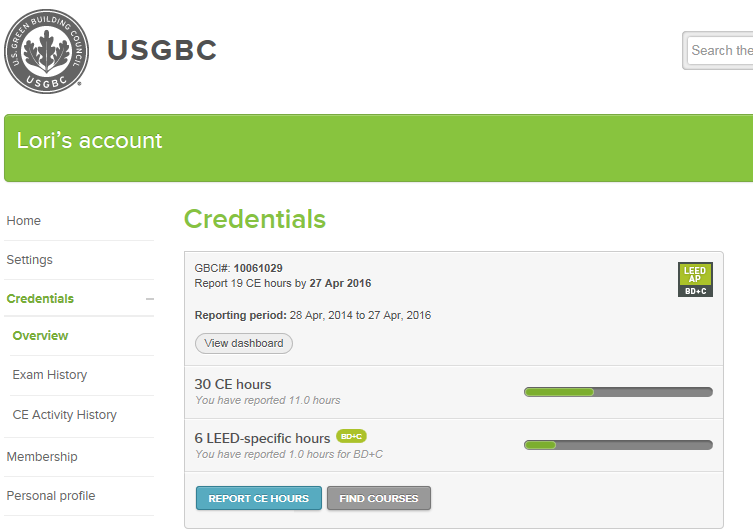 U.S. GREEN BUILDING COUNCIL
USGBC
USGBC
Search the
Lori's account
Home
Settings
Credentials
Overview
Exam History
CE Activity History
Membership
Personal profile
Credentials
GBCI#: 10061029
Report 19 CE hours by 27 Apr 2016
LEED
AP
BD+C
Reporting period: 28 Apr, 2014 to 27 Apr, 2016
View dashboard
30 CE hours
You have reported 11.0 hours
6 LEED-specific hours BD+C
You have reported 1.0 hours for BD+C
REPORT CE HOURS FIND COURSES